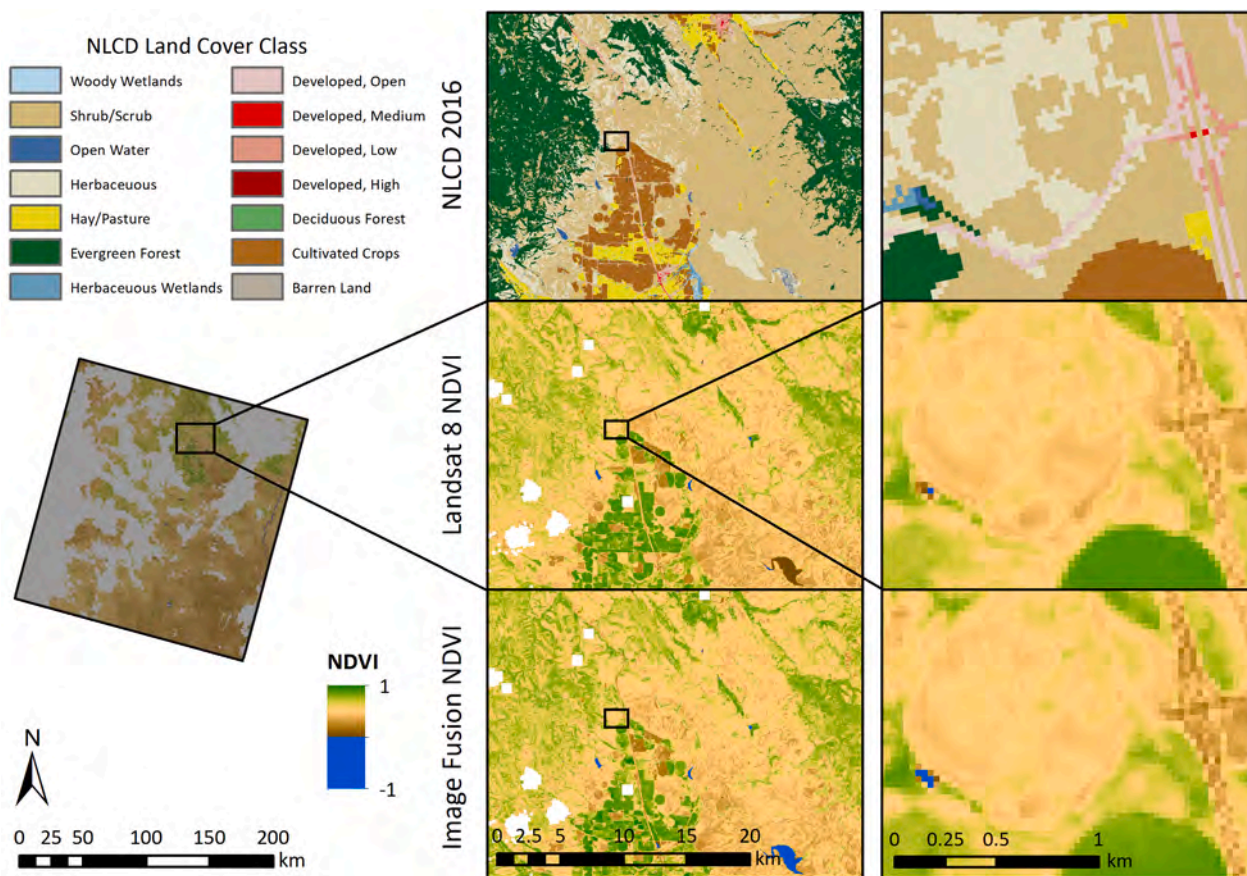 NLCD Land Cover Class
Woody Wetlands
Shrub/Scrub
Open Water
Herbaceuous
Hay/Pasture
Evergreen Forest
Herbaceuous Wetlands
Developed, Open
Developed, Medium
Developed, Low
Developed, High
Deciduous Forest
Cultivated Crops
Barren Land
NLCD 2016
Landsat 8 NDVI
Image Fusion NDVI
NDVI
1
-1
N
0 25 50 100 150 200
km
0 2.5 5 10 15 20
km
0 0.25 0.5 1
km